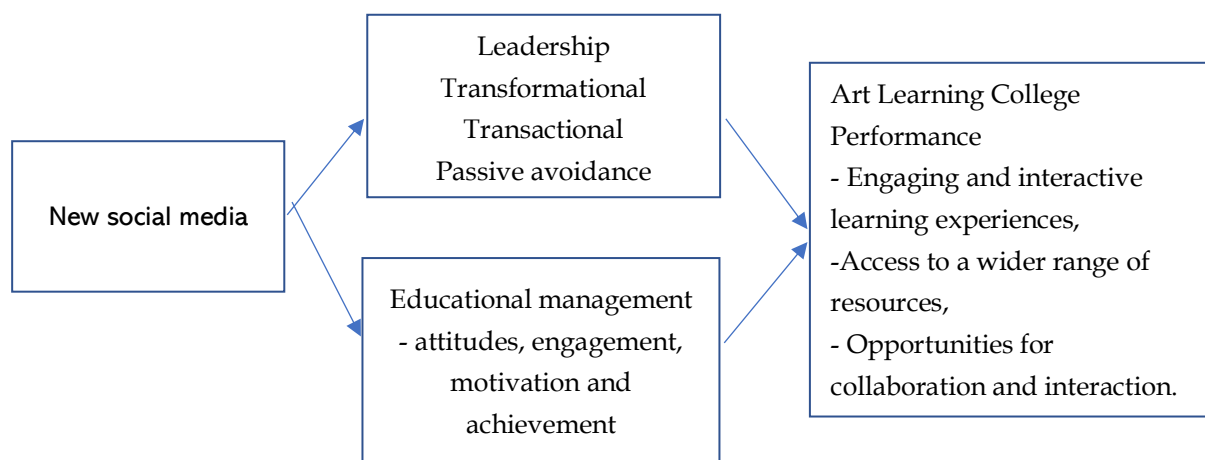 New social media
Leadership
Transformational
Transactional
Passive avoidance
Educational management
- attitudes, engagement,
motivation and
achievement
Art Learning College
Performance
- Engaging and interactive
learning experiences,
-Access to a wider range of
resources,
- Opportunities for
collaboration and interaction.